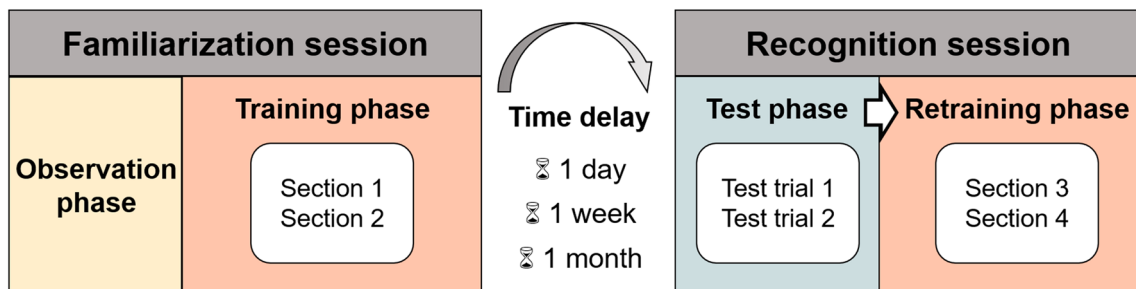 Familiarization session
Observation
phase
Training phase
Section 1
Section 2
Time delay
1 day
1 week
1 month
Recognition session
Test phase
Test trial 1
Test trial 2
Retraining phase
Section 3
Section 4